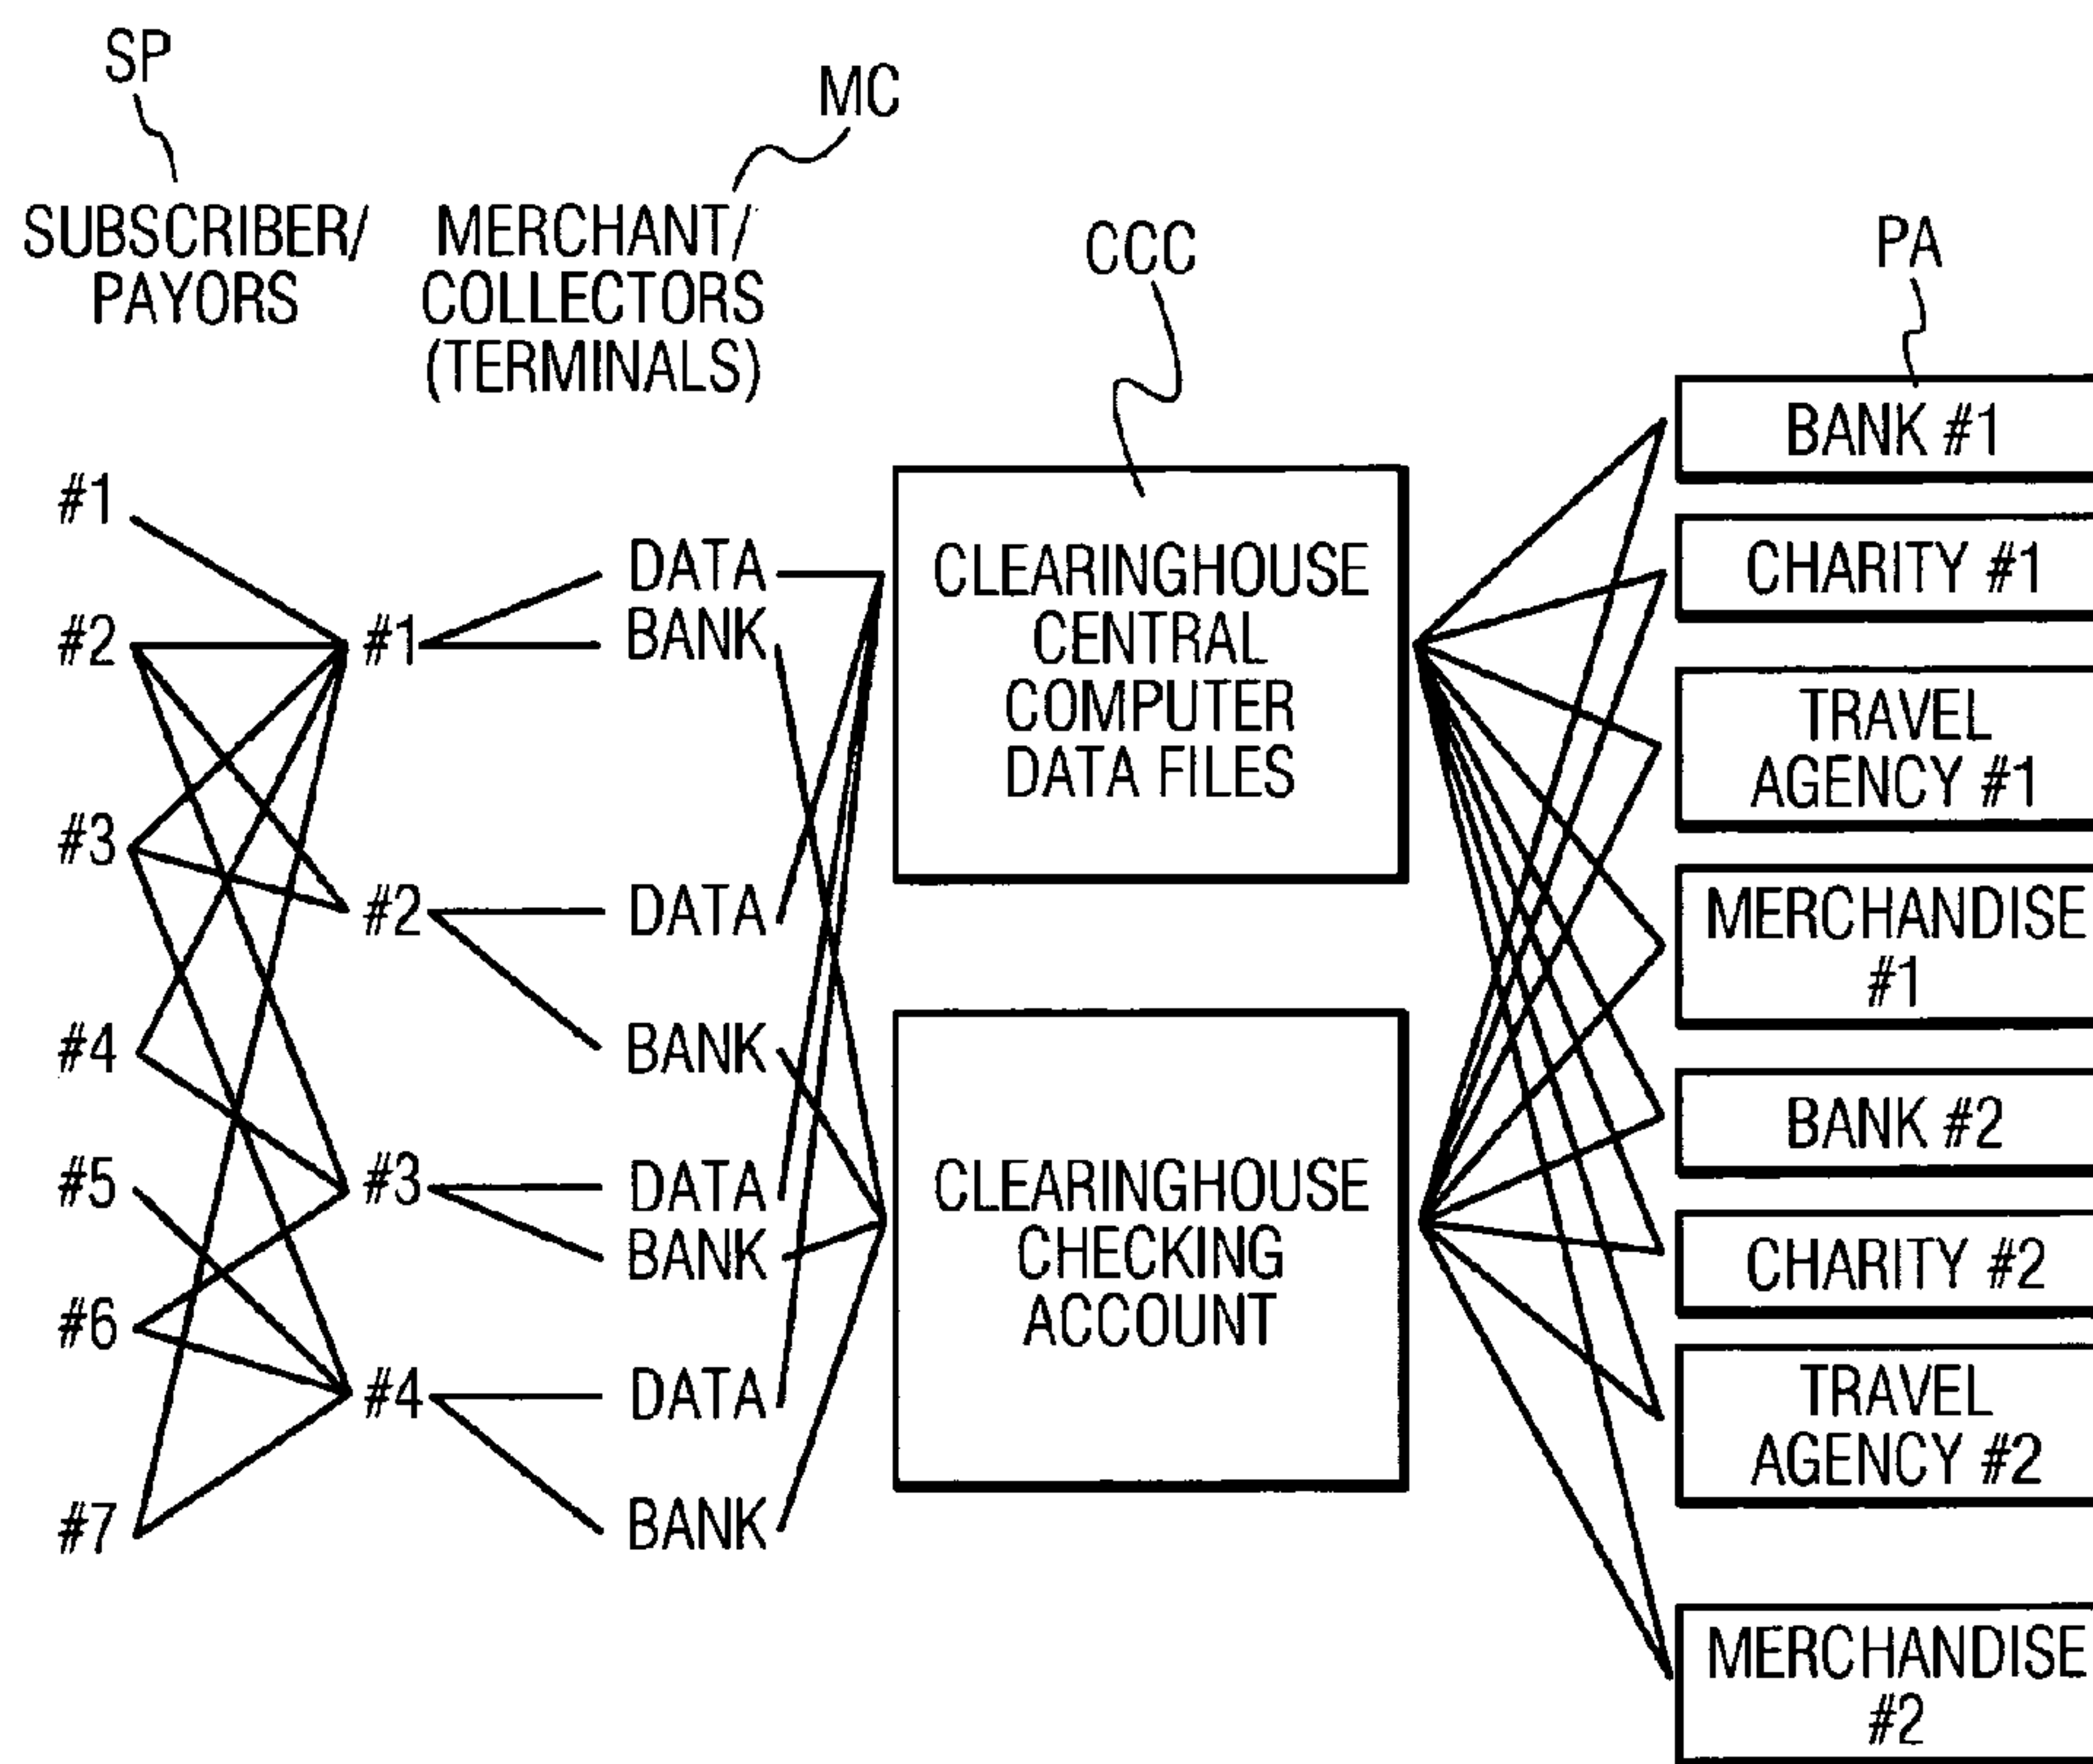 SP
MC
SUBSCRIBER/
PAYORS
MERCHANT/
COLLECTORS
(TERMINALS)
CCC
PA
#1
#2
#3
#4
#5
#6
#7
#1
#2
#3
#4
DATA
BANK
DATA
BANK
DATA
BANK
DATA
BANK
CLEARINGHOUSE
CENTRAL
COMPUTER
DATA FILES
CLEARINGHOUSE
CHECKING
ACCOUNT
BANK #1
CHARITY #1
TRAVEL
AGENCY #1
MERCHANDISE
#1
BANK #2
CHARITY #2
TRAVEL
AGENCY #2
MERCHANDISE
#2